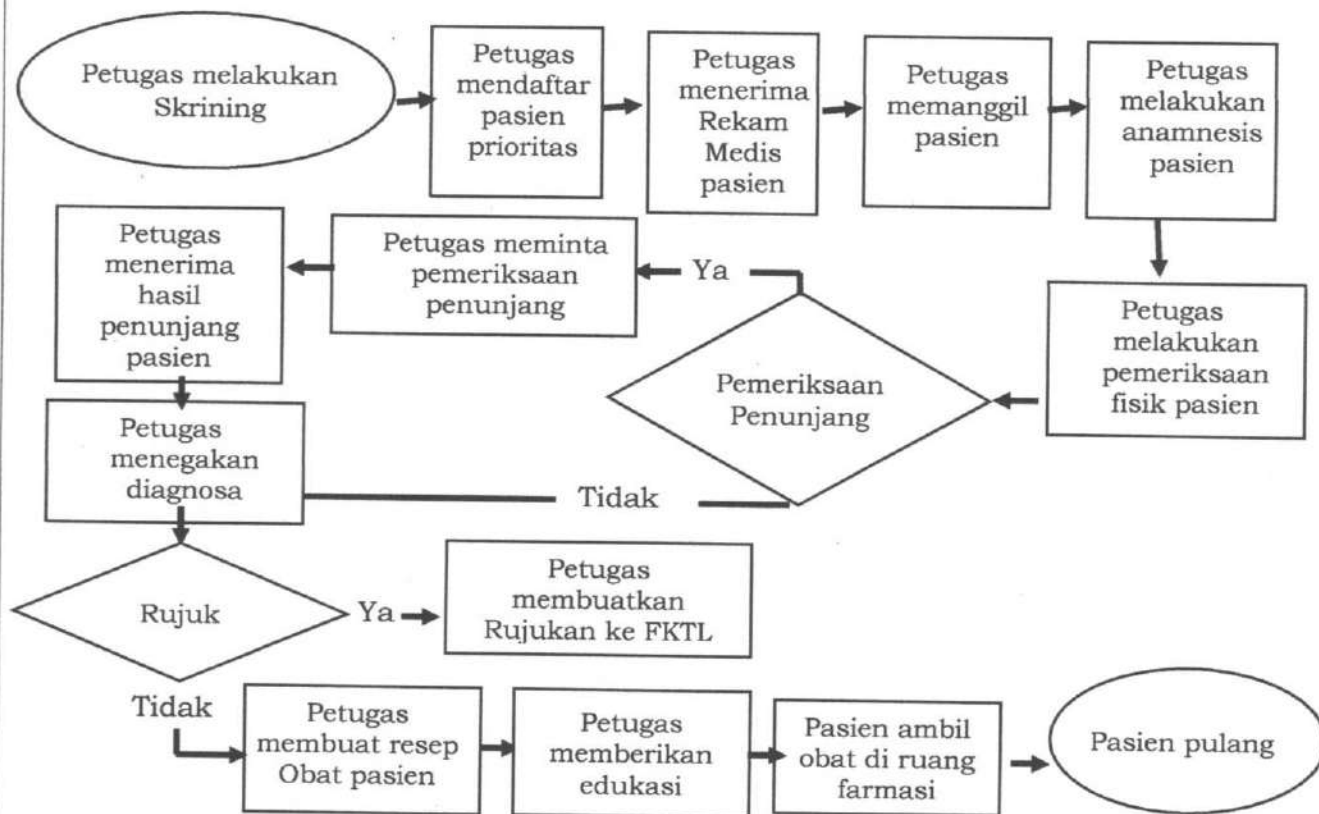 Petugas melakukan
Skrining
Petugas
mendaftar
pasien
prioritas
Petugas
menerima
Rekam
Medis
pasien
Petugas
memanggil
pasien
Petugas
melakukan
anamnesis
pasien
Petugas
melakukan
pemeriksaan
fisik pasien
Pemeriksaan
Penunjang
Ya
Petugas meminta
pemeriksaan
penunjang
Petugas
menerima
hasil
penunjang
pasien
Tidak
Petugas
menegakan
diagnosa
Rujuk
Ya
Petugas
membuatkan
Rujukan ke FKTL
Tidak
Petugas
membuat resep
Obat pasien
Petugas
memberikan
edukasi
Pasien ambil
obat di ruang
farmasi
Pasien pulang